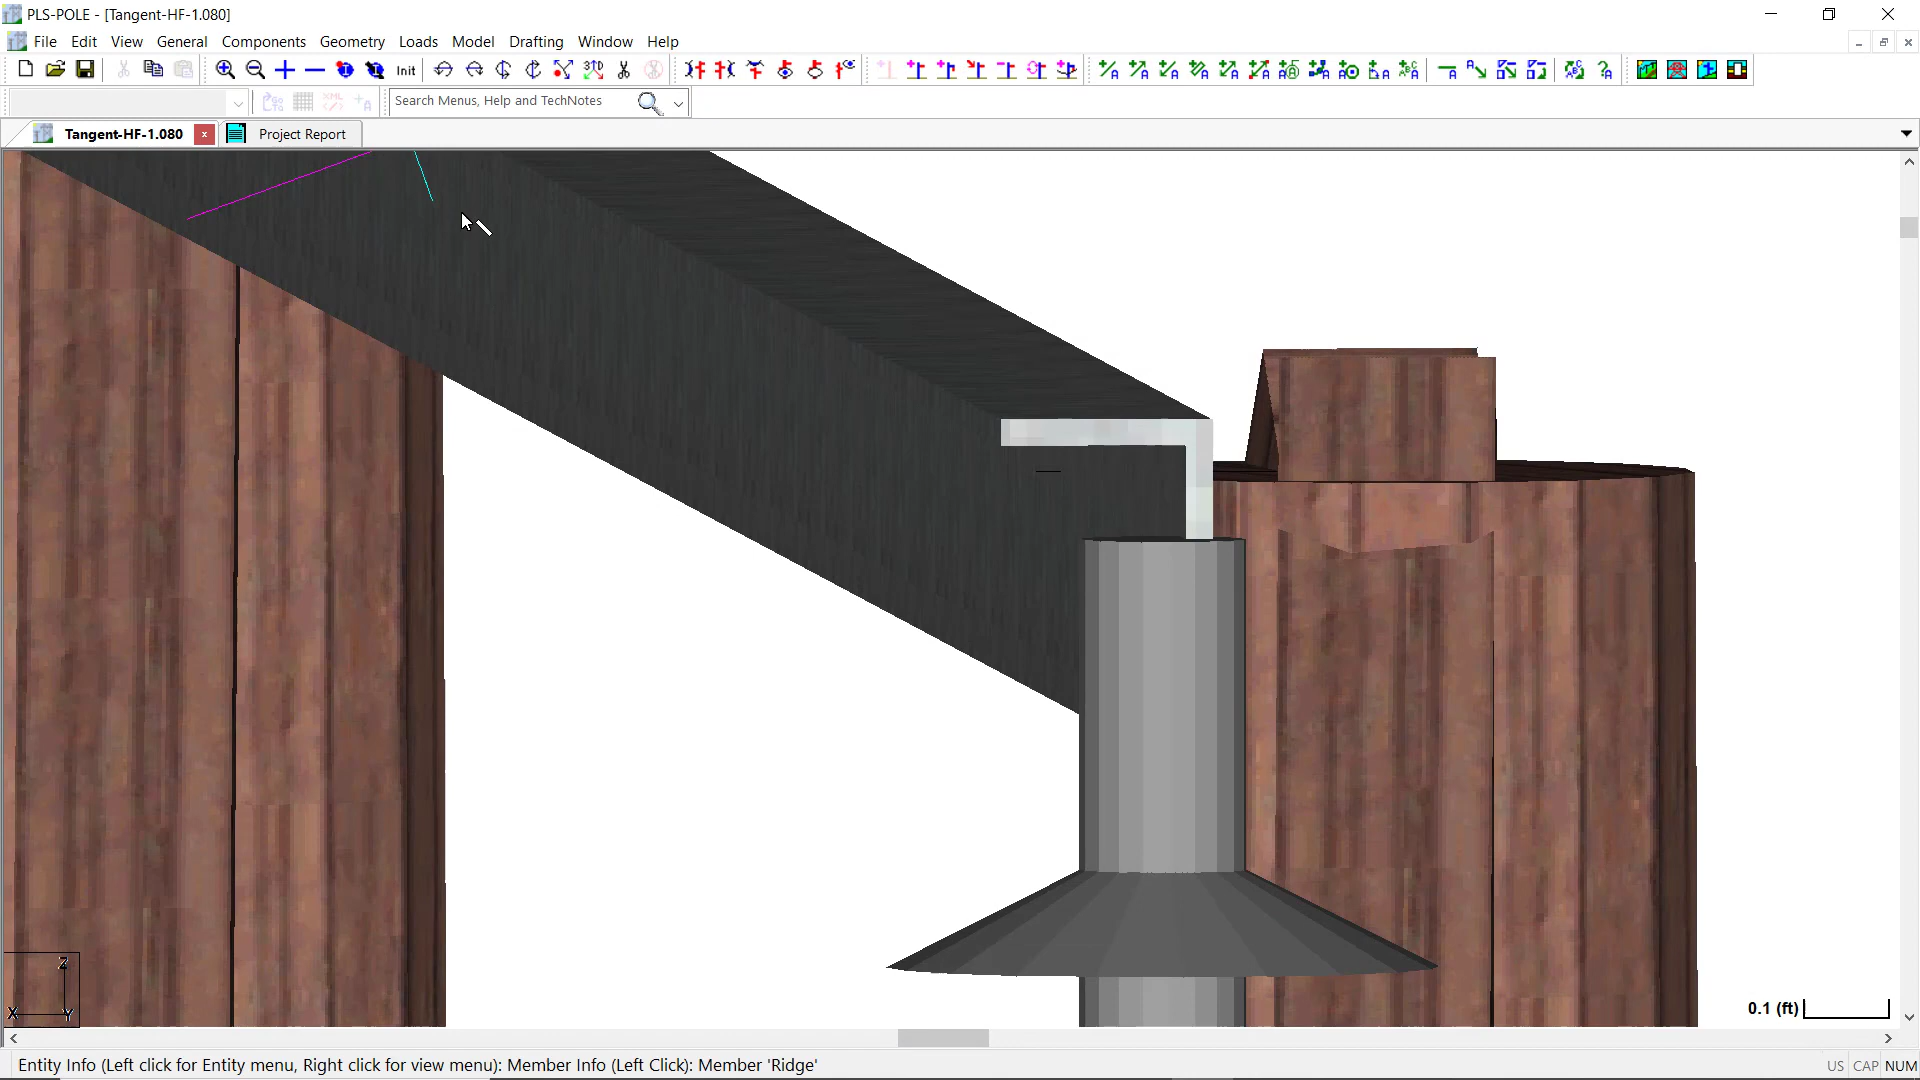 PLS-POLE - [Tangent-HF-1.080]
File Edit View General Components Geometry Loads Model Drafting Window Help
Init
Search Menus, Help and TechNotes
Tangent-HF-1.080 x Project Report
Z
X Y
0.1 (ft)
Entity Info (Left click for Entity menu, Right click for view menu): Member Info (Left Click): Member 'Ridge'
US CAP NUM